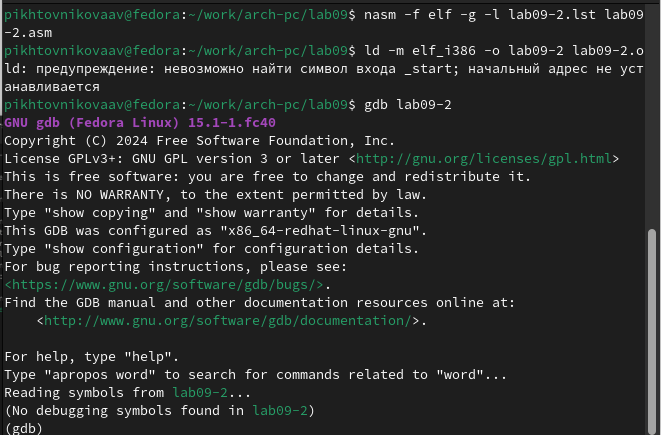 pikhtovnikovaav@fedora:~/work/arch-pc/lab09$ nasm -f elf -g -l lab09-2.lst lab09
-2.asm
pikhtovnikovaav@fedora:~/work/arch-pc/lab09$ ld -m elf_i386 -o lab09-2 lab09-2.o
ld: предупреждение: невозможно найти символ входа _start; начальный адрес не уст
анавливается
pikhtovnikovaav@fedora:~/work/arch-pc/lab09$ gdb lab09-2
GNU gdb (Fedora Linux) 15.1-1.fc40
Copyright (C) 2024 Free Software Foundation, Inc.
License GPLv3+: GNU GPL version 3 or later <http://gnu.org/licenses/gpl.html>
This is free software: you are free to change and redistribute it.
There is NO WARRANTY, to the extent permitted by law.
Type "show copying" and "show warranty" for details.
This GDB was configured as "x86_64-redhat-linux-gnu".
Type "show configuration" for configuration details.
For bug reporting instructions, please see:
<https://www.gnu.org/software/gdb/bugs/>.
Find the GDB manual and other documentation resources online at:
    <http://www.gnu.org/software/gdb/documentation/>.

For help, type "help".
Type "apropos word" to search for commands related to "word"...
Reading symbols from lab09-2...
(No debugging symbols found in lab09-2)
(gdb)